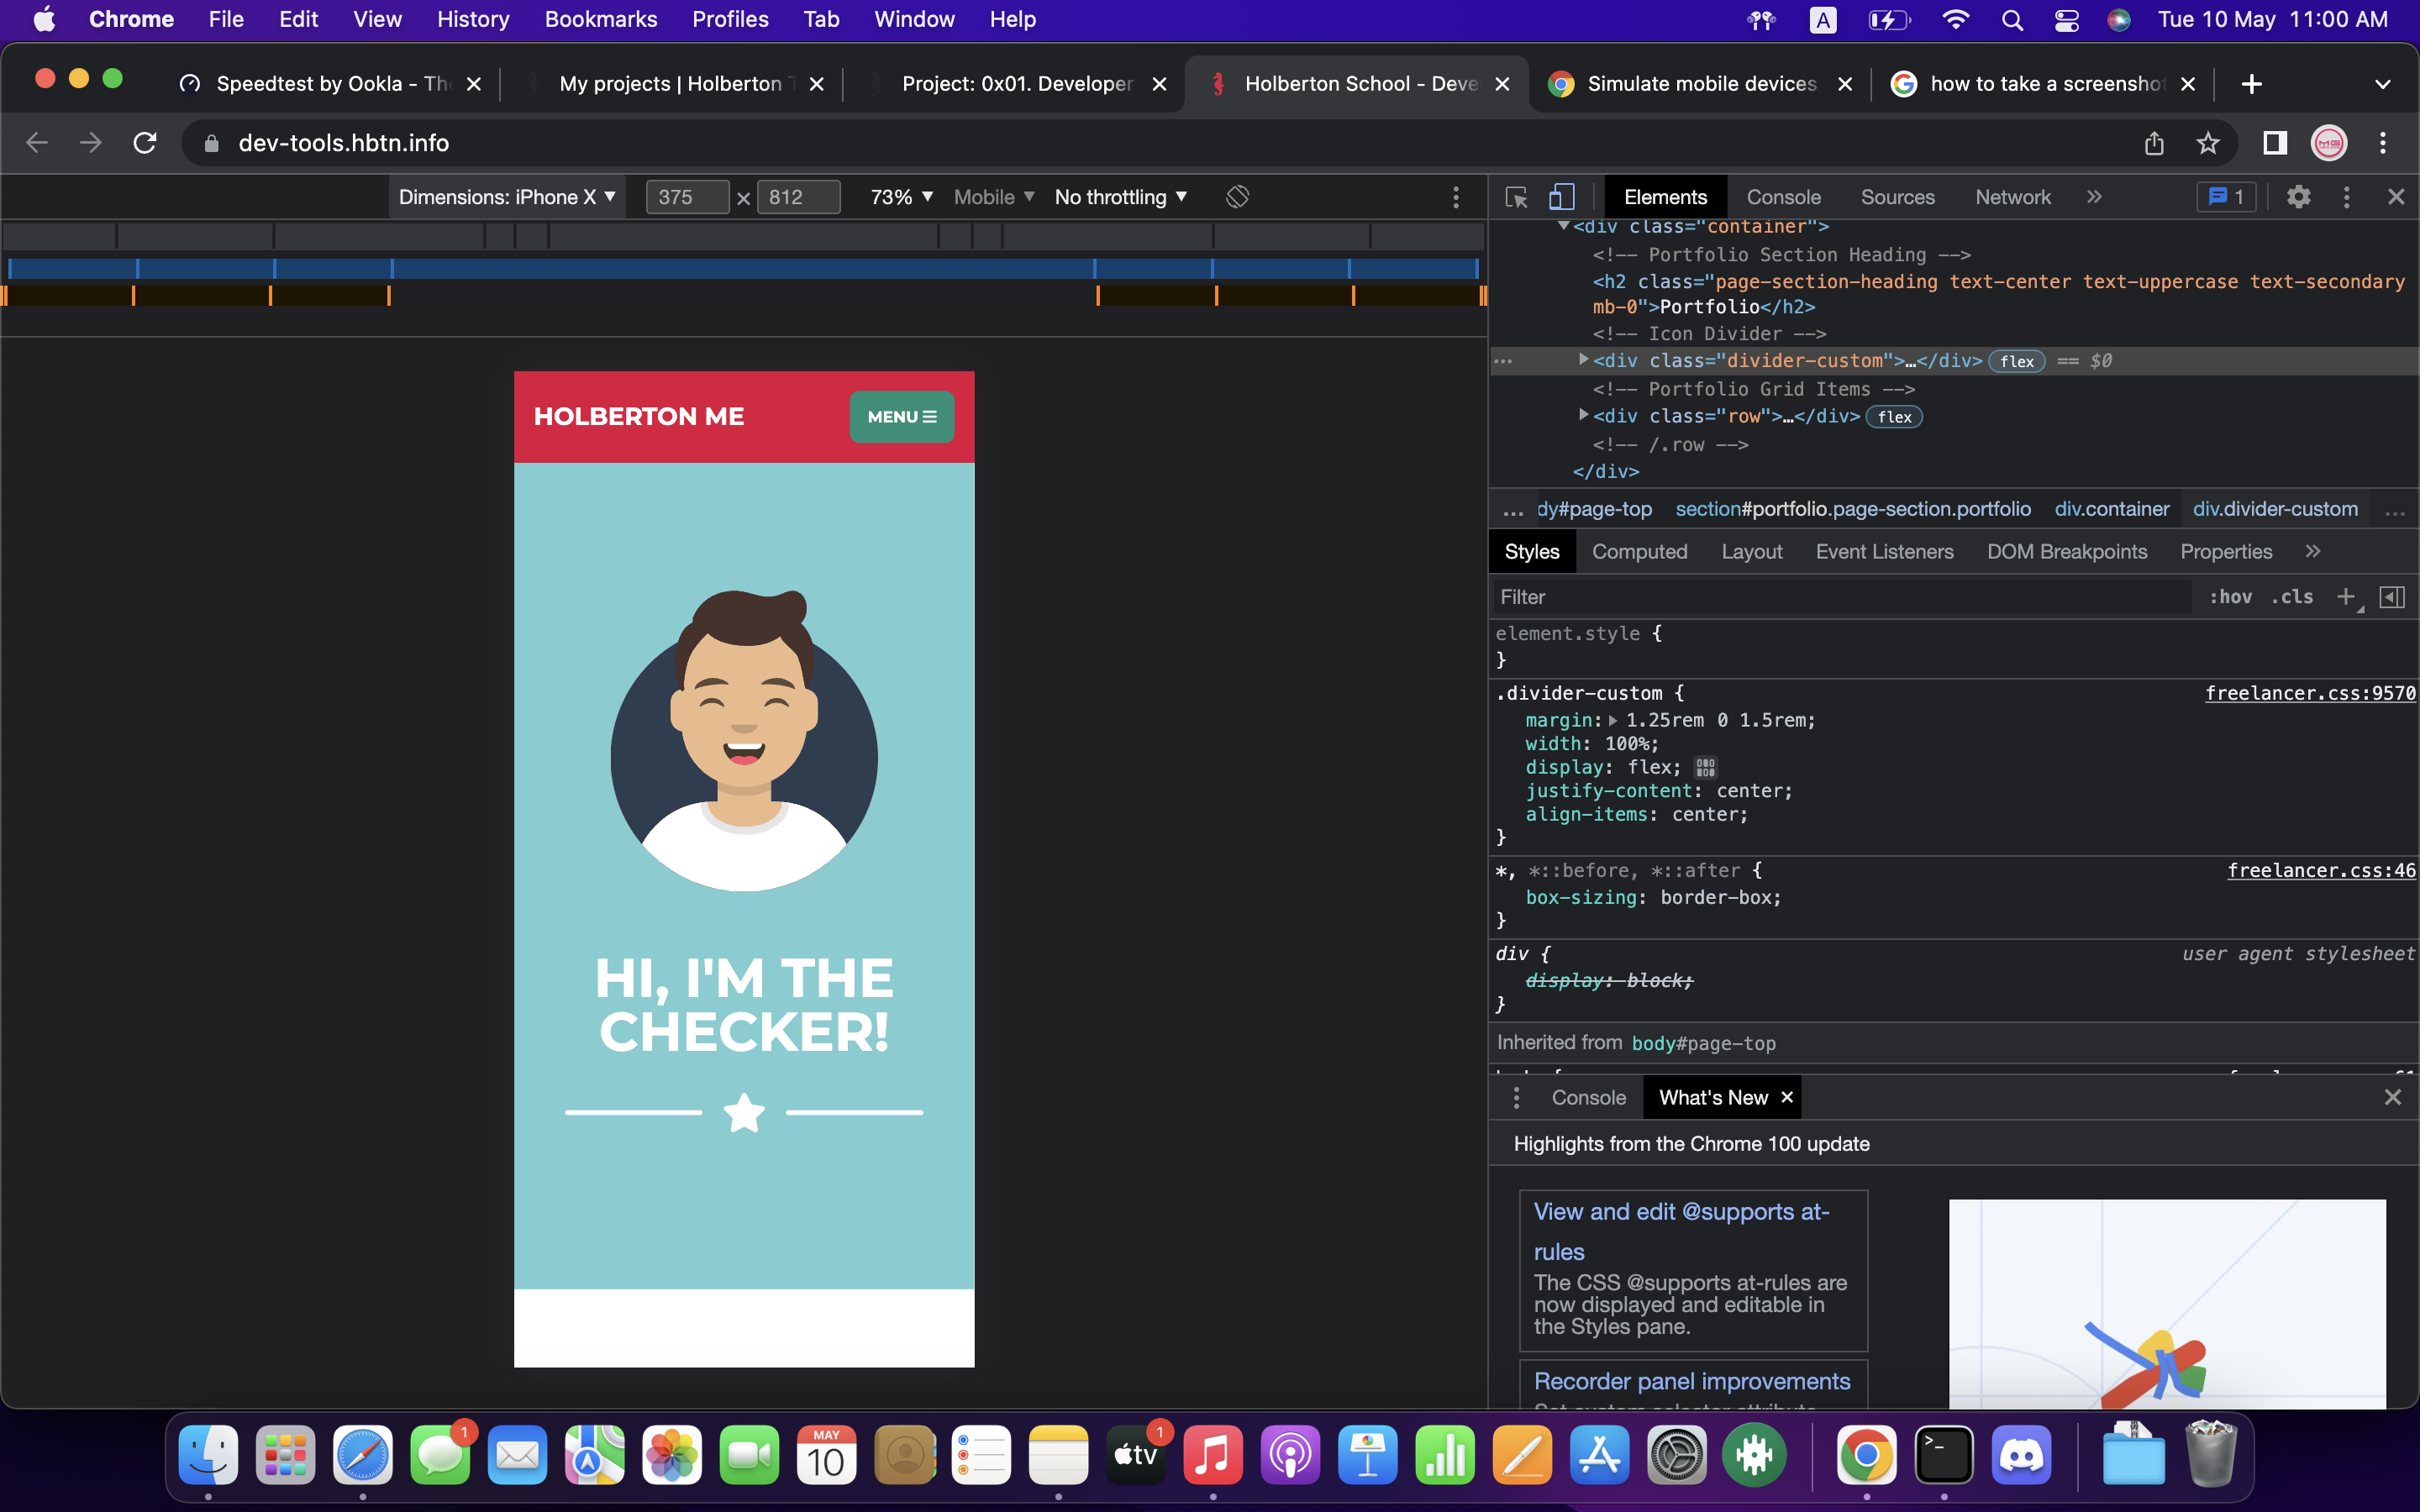 Chrome File Edit View History Bookmarks Profiles Tab Window Help A Tue 10 May 11:00 AM
Speedtest by Ookla - The My projects | Holberton T Project: 0x01. Developer Holberton School - Deve Simulate mobile devices how to take a screenshot
dev-tools.hbtn.info
Dimensions: iPhone X 375 × 812 73% Mobile No throttling
Elements Console Sources Network » 1
<div class="container">
<!-- Portfolio Section Heading -->
<h2 class="page-section-heading text-center text-uppercase text-secondary
mb-0">Portfolio</h2>
<!-- Icon Divider -->
<div class="divider-custom">…</div> flex == $0
<!-- Portfolio Grid Items -->
<div class="row">…</div> flex
<!-- /.row -->
</div>
… dy#page-top section#portfolio.page-section.portfolio div.container div.divider-custom …
Styles Computed Layout Event Listeners DOM Breakpoints Properties »
Filter :hov .cls +
element.style {
}
.divider-custom { freelancer.css:9570
margin: 1.25rem 0 1.5rem;
width: 100%;
display: flex;
justify-content: center;
align-items: center;
}
*, *::before, *::after { freelancer.css:46
box-sizing: border-box;
}
div { user agent stylesheet
display: block;
}
Inherited from body#page-top
Console What's New
Highlights from the Chrome 100 update
View and edit @supports at-
rules
The CSS @supports at-rules are
now displayed and editable in
the Styles pane.
Recorder panel improvements
HOLBERTON ME MENU
HI, I'M THE
CHECKER!
1
MAY
10
tv
1
>_